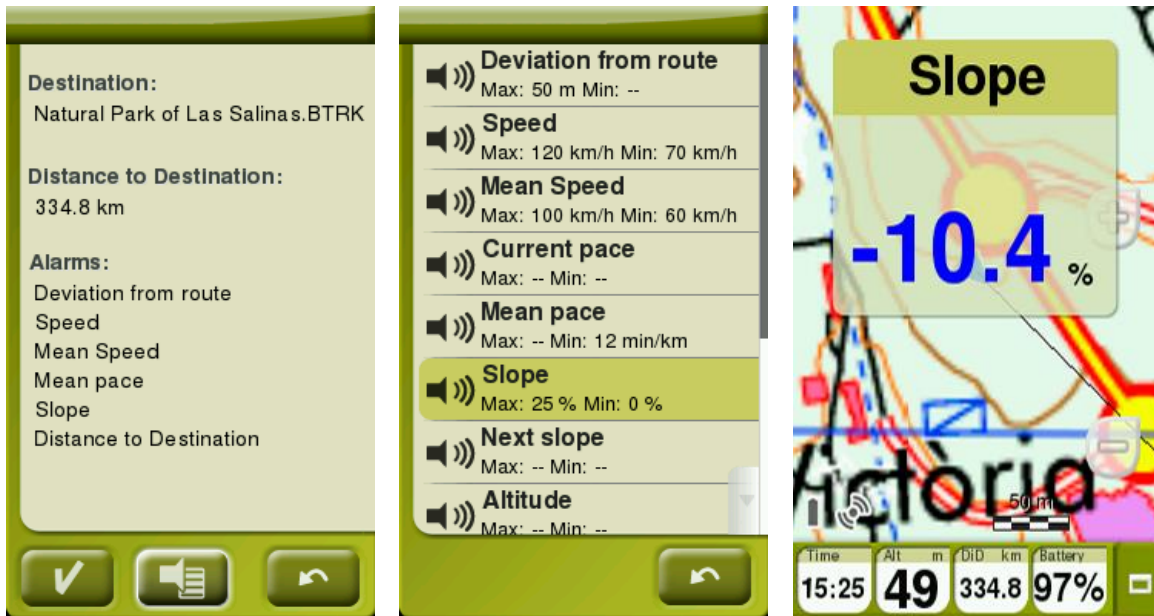 Destination:
Natural Park of Las Salinas.BTRK
Distance to Destination:
334.8 km
Alarms:
Deviation from route
Speed
Mean Speed
Mean pace
Slope
Distance to Destination
Deviation from route
Max: 50 m Min: --
Speed
Max: 120 km/h Min: 70 km/h
Mean Speed
Max: 100 km/h Min: 60 km/h
Current pace
Max: -- Min: --
Mean pace
Max: -- Min: 12 min/km
Slope
Max: 25 % Min: 0 %
Next slope
Max: -- Min: --
Altitude
Max: -- Min: --
Slope
-10.4 %
ictòria
50 m
Time Alt m DiD km Battery
15:25 49 334.8 97%